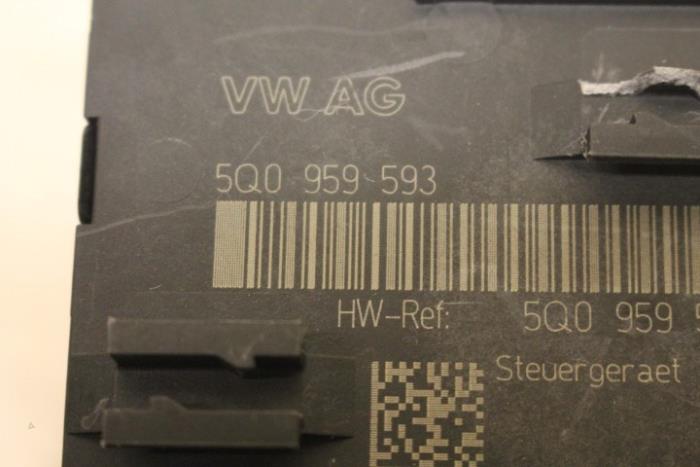 VW AG
5Q0 959 593
HW-Ref: 5Q0 959
Steuergeraet